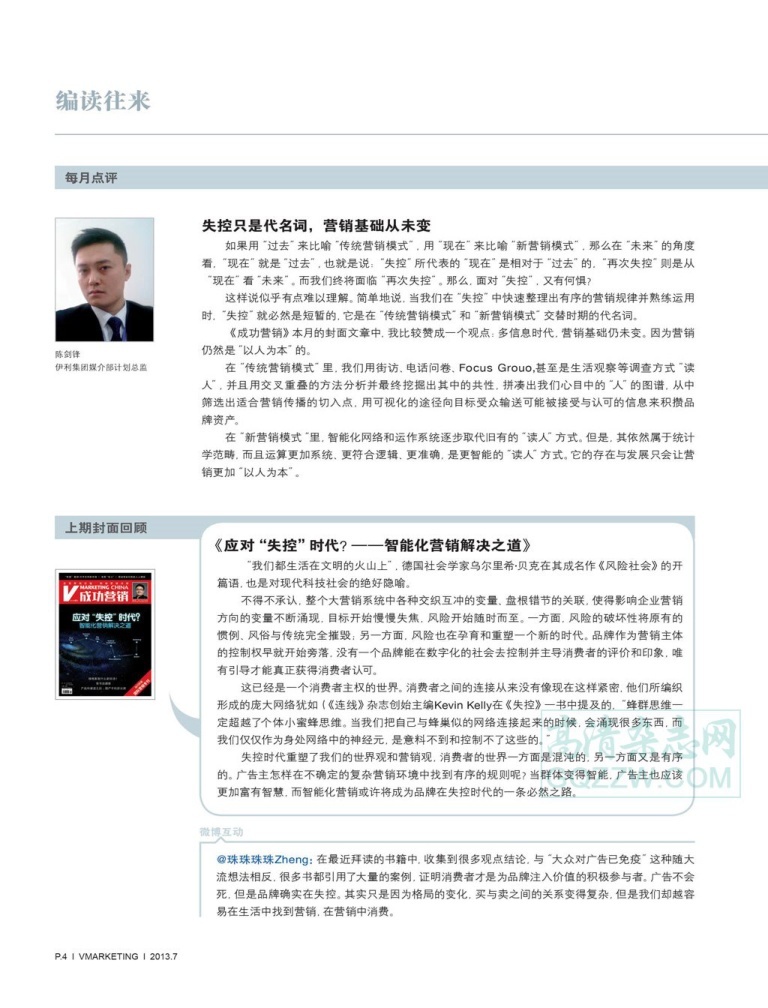 编读往来
每月点评
陈剑锋
伊利集团媒介部计划总监
失控只是代名词，营销基础从未变
如果用“过去”来比喻“传统营销模式”，用“现在”来比喻“新营销模式”，那么在“未来”的角度
看，“现在”就是“过去”，也就是说：“失控”所代表的“现在”是相对于“过去”的，“再次失控”则是从
“现在”看“未来”。而我们终将面临“再次失控”。那么，面对“失控”，又有何惧？
这样说似乎有点难以理解。简单地说，当我们在“失控”中快速整理出有序的营销规律并熟练运用
时，“失控”就必然是短暂的，它是在“传统营销模式”和“新营销模式”交替时期的代名词。
《成功营销》本月的封面文章中，我比较赞成一个观点：多信息时代，营销基础仍未变。因为营销
仍然是“以人为本”的。
在“传统营销模式”里，我们用街访、电话问卷、Focus Grouo,甚至是生活观察等调查方式“读
人”，并且用交叉重叠的方法分析并最终挖掘出其中的共性，拼凑出我们心目中的“人”的图谱，从中
筛选出适合营销传播的切入点，用可视化的途径向目标受众输送可能被接受与认可的信息来积攒品
牌资产。
在“新营销模式”里，智能化网络和运作系统逐步取代旧有的“读人”方式。但是，其依然属于统计
学范畴，而且运算更加系统、更符合逻辑，更准确，是更智能的“读人”方式。它的存在与发展只会让营
销更加“以人为本”。
上期封面回顾
MARKETING CHINA
成功营销
应对“失控”时代？
智能化营销解决之道
《应对“失控”时代？——智能化营销解决之道》
“我们都生活在文明的火山上”，德国社会学家乌尔里希·贝克在其成名作《风险社会》的开
篇语，也是对现代科技社会的绝好隐喻。
不得不承认，整个大营销系统中各种交织互冲的变量，盘根错节的关联，使得影响企业营销
方向的变量不断涌现，目标开始慢慢失焦，风险开始随时而至。一方面，风险的破坏性将原有的
惯例，风俗与传统完全摧毁；另一方面，风险也在孕育和重塑一个新的时代。品牌作为营销主体
的控制权早就开始旁落，没有一个品牌能在数字化的社会去控制并主导消费者的评价和印象，唯
有引导才能真正获得消费者认可。
这已经是一个消费者主权的世界。消费者之间的连接从来没有像现在这样紧密，他们所编织
形成的庞大网络犹如（《连线》杂志创始主编Kevin Kelly在《失控》一书中提及的，“蜂群思维一
定超越了个体小蜜蜂思维。当我们把自己与蜂巢似的网络连接起来的时候，会涌现很多东西，而
我们仅仅作为身处网络中的神经元，是意料不到和控制不了这些的。”
失控时代重塑了我们的世界观和营销观，消费者的世界一方面是混沌的，另一方面又是有序
的。广告主怎样在不确定的复杂营销环境中找到有序的规则呢？当群体变得智能，广告主也应该
更加富有智慧，而智能化营销或许将成为品牌在失控时代的一条必然之路。
高清杂志网
GQZZW.COM
微博互动
@珠珠珠珠Zheng：在最近拜读的书籍中，收集到很多观点结论，与“大众对广告已免疫”这种随大
流想法相反，很多书都引用了大量的案例，证明消费者才是为品牌注入价值的积极参与者。广告不会
死，但是品牌确实在失控。其实只是因为格局的变化，买与卖之间的关系变得复杂，但是我们却越容
易在生活中找到营销，在营销中消费。
P.4 I VMARKETING I 2013.7